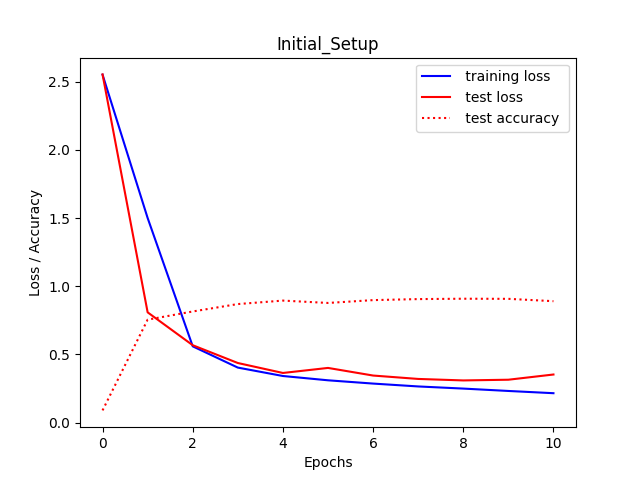 Initial_Setup
training loss
test loss
test accuracy
Loss / Accuracy
2.5
2.0
1.5
1.0
0.5
0.0
0 2 4 6 8 10
Epochs